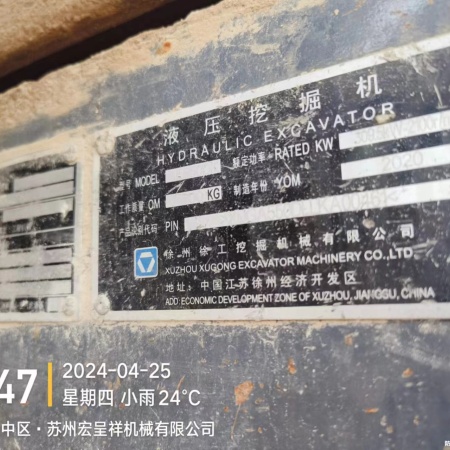 液压挖掘机
HYDRAULIC EXCAVATOR
型号 MODEL 额定功率 RATED KW
工作质量 OM KG 制造年份 YOM 2020
产品识别代码 PIN
徐州徐工挖掘机械有限公司
XUZHOU XUGONG EXCAVATOR MACHINERY CO.,LTD.
地址：中国江苏徐州经济开发区
ADD: ECONOMIC DEVELOPMENT ZONE OF XUZHOU, JIANGSU, CHINA
47
2024-04-25
星期四 小雨 24℃
中区·苏州宏呈祥机械有限公司
防